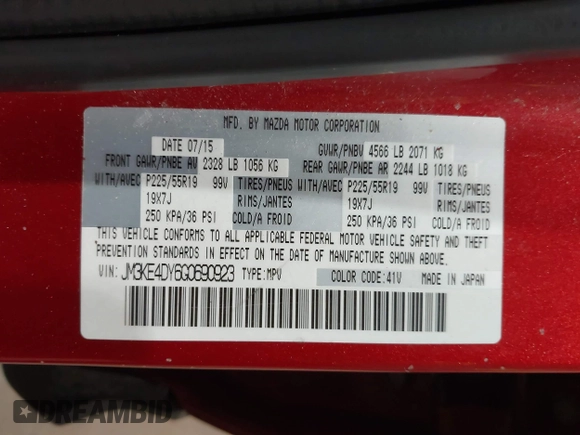 MFD. BY MAZDA MOTOR CORPORATION
DATE 07/15 GVWR/PNBV 4566 LB 2071 KG
FRONT GAWR/PNBE AV 2328 LB 1056 KG REAR GAWR/PNBE AR 2244 LB 1018 KG
WITH/AVEC P225/55R19 99V TIRES/PNEUS P225/55R19 99V TIRES/PNEUS
19X7J RIMS/JANTES 19X7J RIMS/JANTES
250 KPA/36 PSI COLD/A FROID 250 KPA/36 PSI COLD/A FROID
THIS VEHICLE CONFORMS TO ALL APPLICABLE FEDERAL MOTOR VEHICLE SAFETY AND THEFT
PREVENTION STANDARDS IN EFFECT ON THE DATE OF MANUFACTURE SHOWN ABOVE.
VIN: JM3KE4DY6G0690923 TYPE:MPV COLOR CODE:41V MADE IN JAPAN
DREAMBID